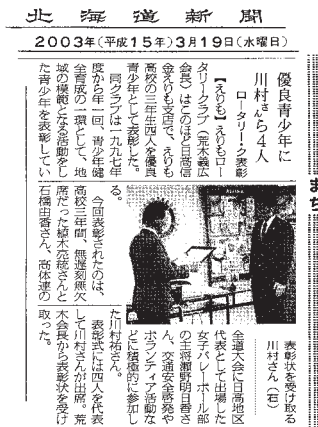 北海道新聞
2003年(平成15年)3月19日(水曜日)
優良青少年に
川村さんら4人
ロータリー・ク表彰
【えりも】えりもロー
タリークラブ(荒木義広
会長)はこのほど日高信
金えりも支店で、えりも
高校の三年生四人を優良
青少年として表彰した。
同クラブは一九九七年
度から年一回、青少年健
全育成の一環として、地
域の模範となる活動をし
た青少年を表彰してい
る。
今回表彰されたのは、
高校三年間、無遅刻無欠
席だった植木亮統さんと
石橋由香さん、高体連の
全道大会に日高地区
代表として出場した
女子バレーボール部
の主将瀬野明日香さ
ん、交通安全啓発や
ボランティア活動な
どに積極的に参加し
た川村祐さん。
表彰式には四人を代表
して川村さんが出席。荒
木会長から表彰状を受け
取った。
表彰状を受け取る
川村さん(右)